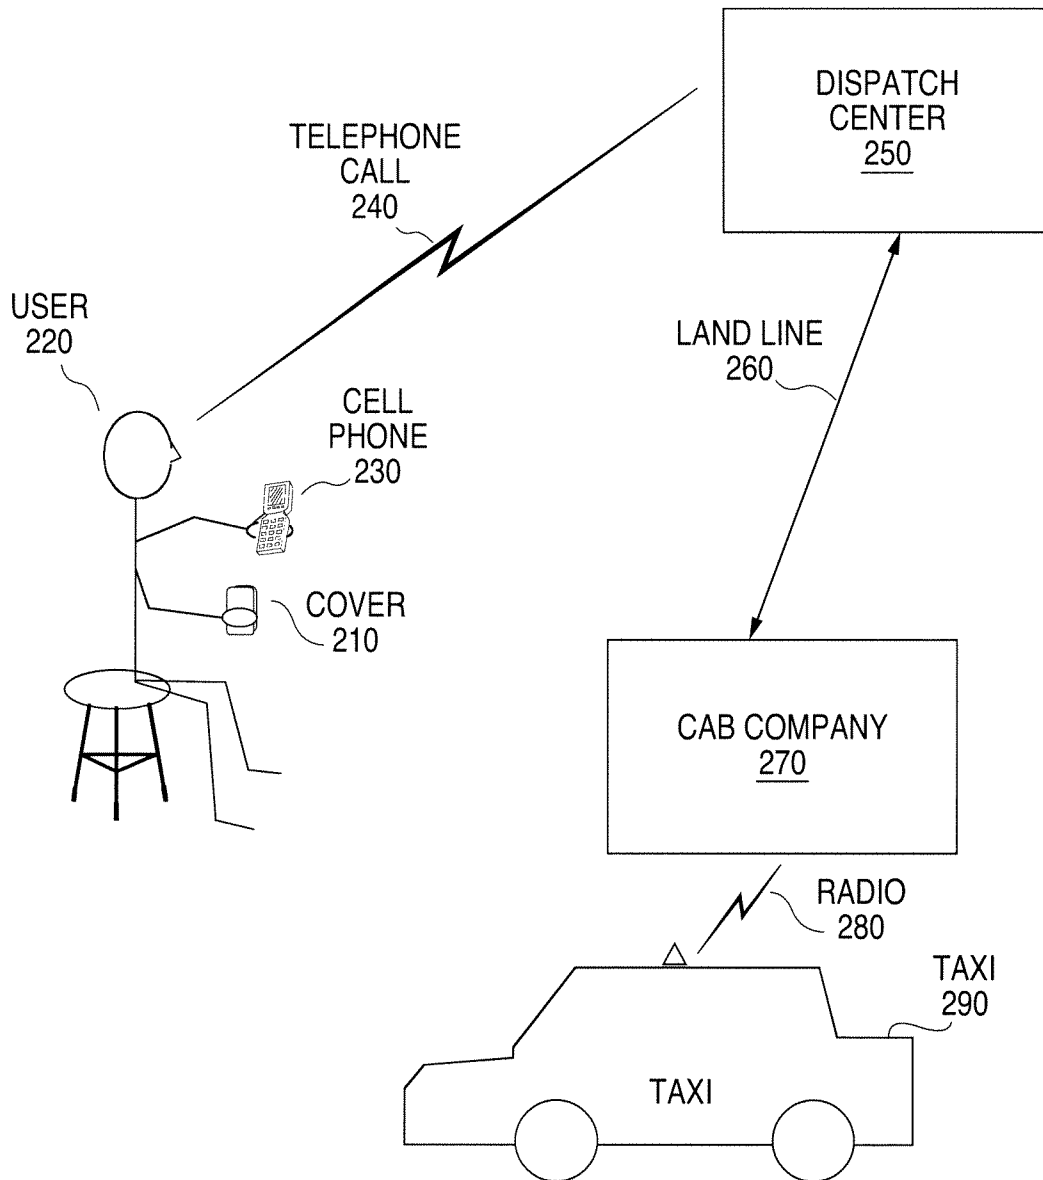 DISPATCH
CENTER
250
TELEPHONE
CALL
240
USER
220
LAND LINE
260
CELL
PHONE
230
COVER
210
CAB COMPANY
270
RADIO
280
TAXI
290
TAXI